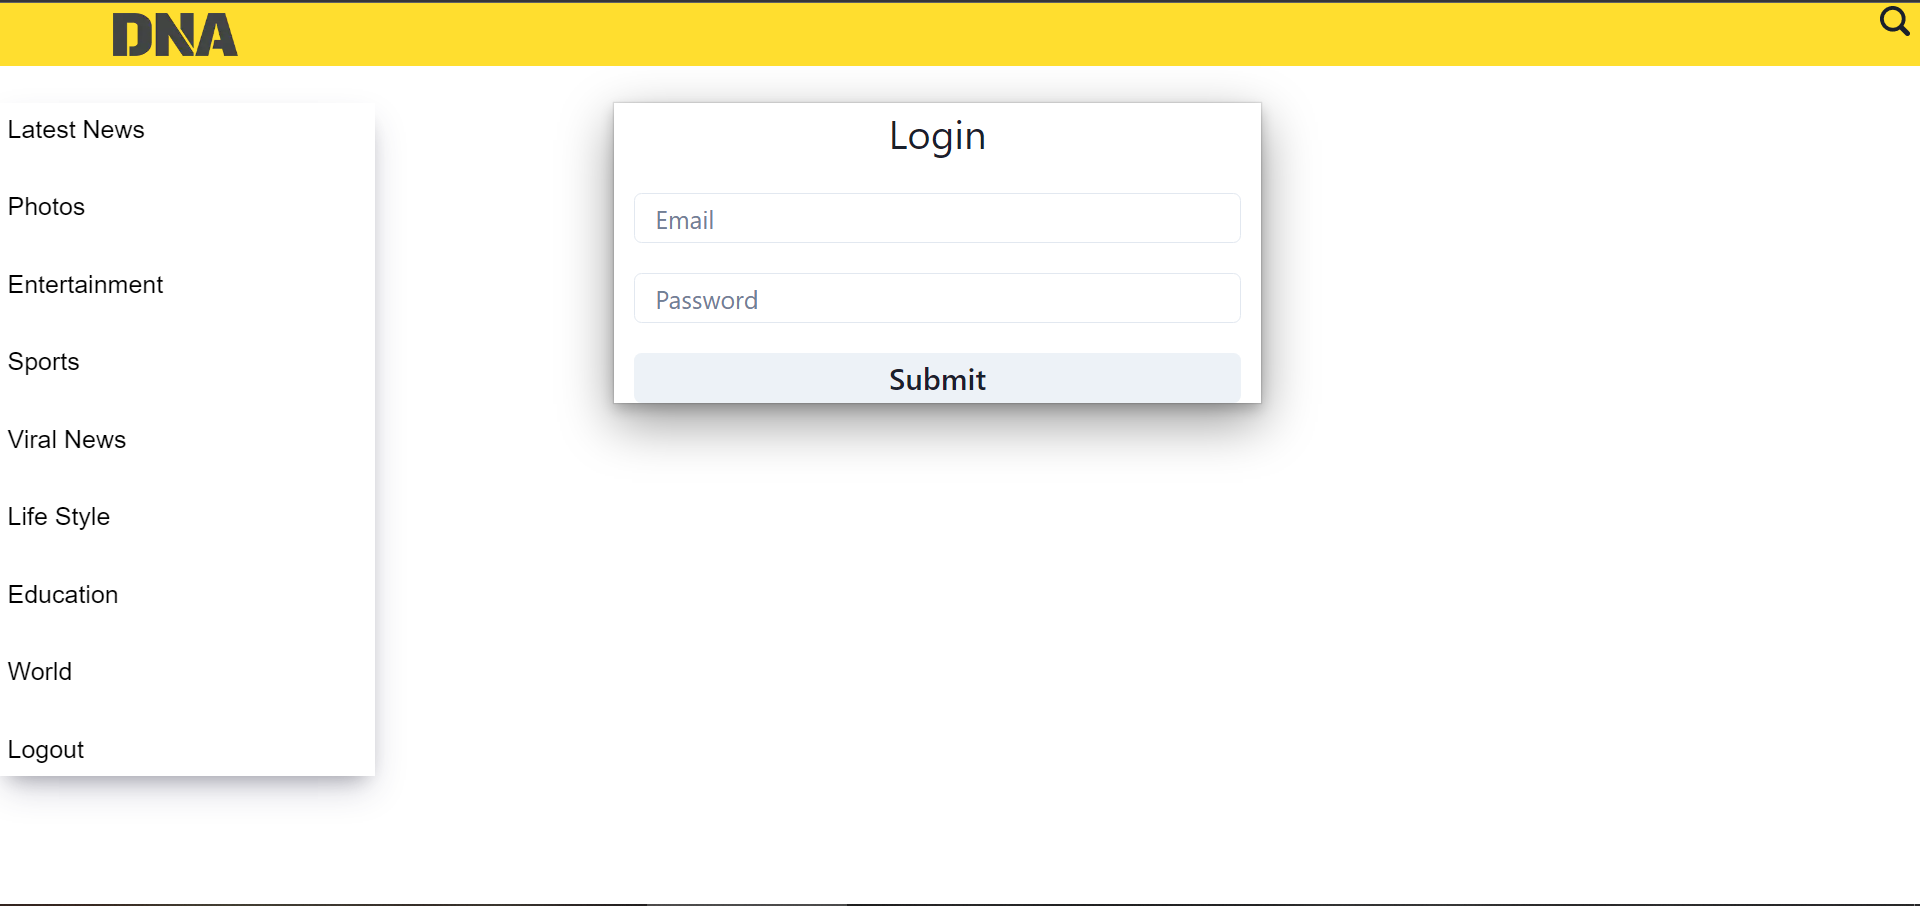 DNA
Latest News
Photos
Entertainment
Sports
Viral News
Life Style
Education
World
Logout
Login
Email
Password
Submit